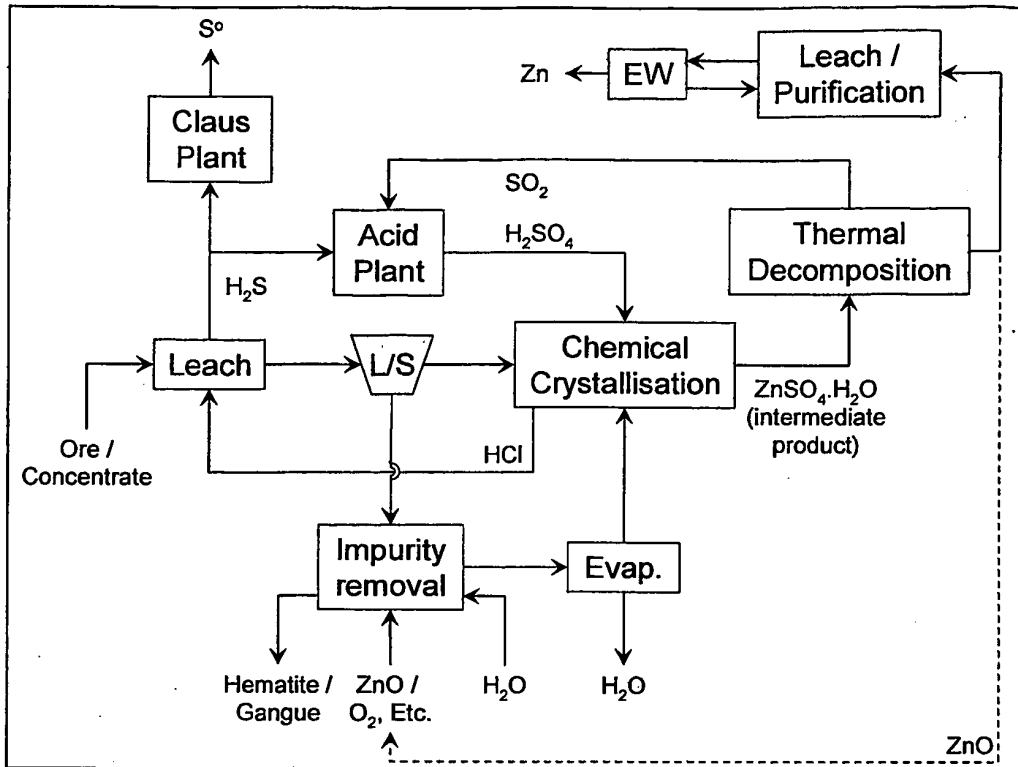 S°
Zn
EW
Leach /
Purification
Claus
Plant
SO₂
Acid
Plant
H₂SO₄
Thermal
Decomposition
H₂S
Leach
L/S
Chemical
Crystallisation
ZnSO₄.H₂O
(intermediate
product)
Ore /
Concentrate
HCl
Impurity
removal
Evap.
Hematite /
Gangue
ZnO /
O₂, Etc.
H₂O
H₂O
ZnO